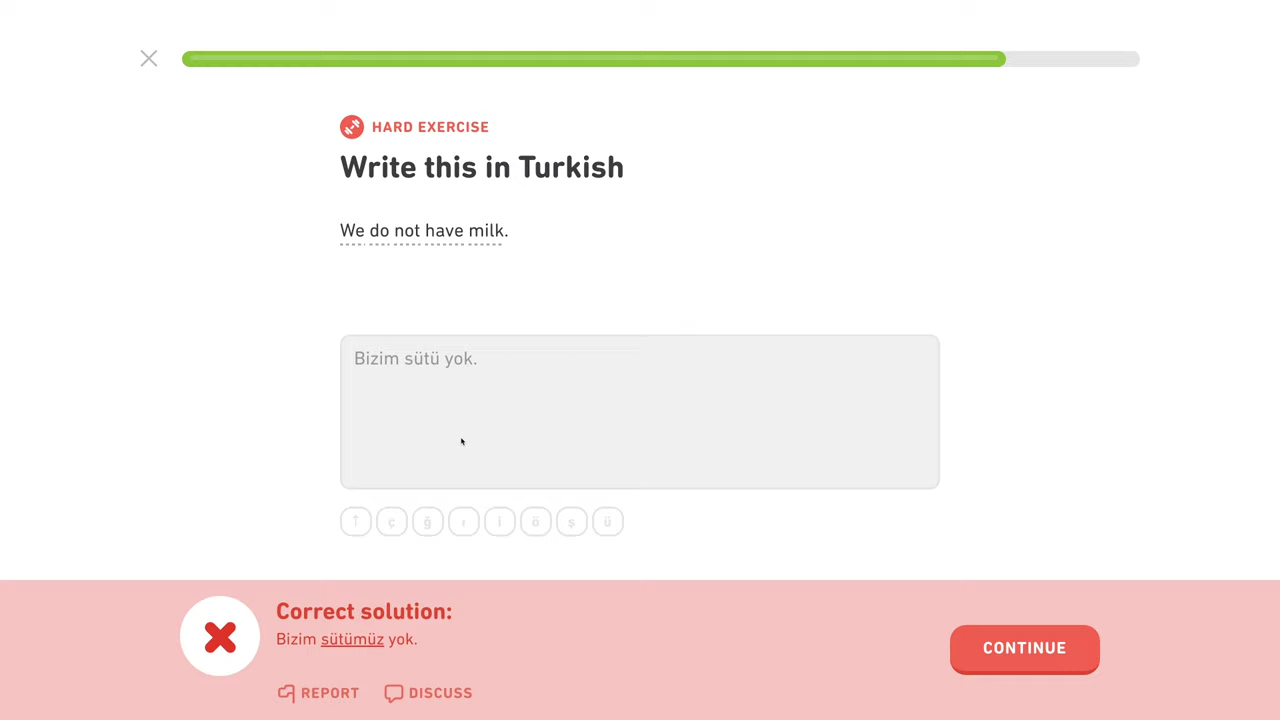 HARD EXERCISE
Write this in Turkish
We do not have milk.
Bizim sütü yok.
↑ ç ğ ı i ö ş ü
Correct solution:
Bizim sütümüz yok.
CONTINUE
REPORT DISCUSS